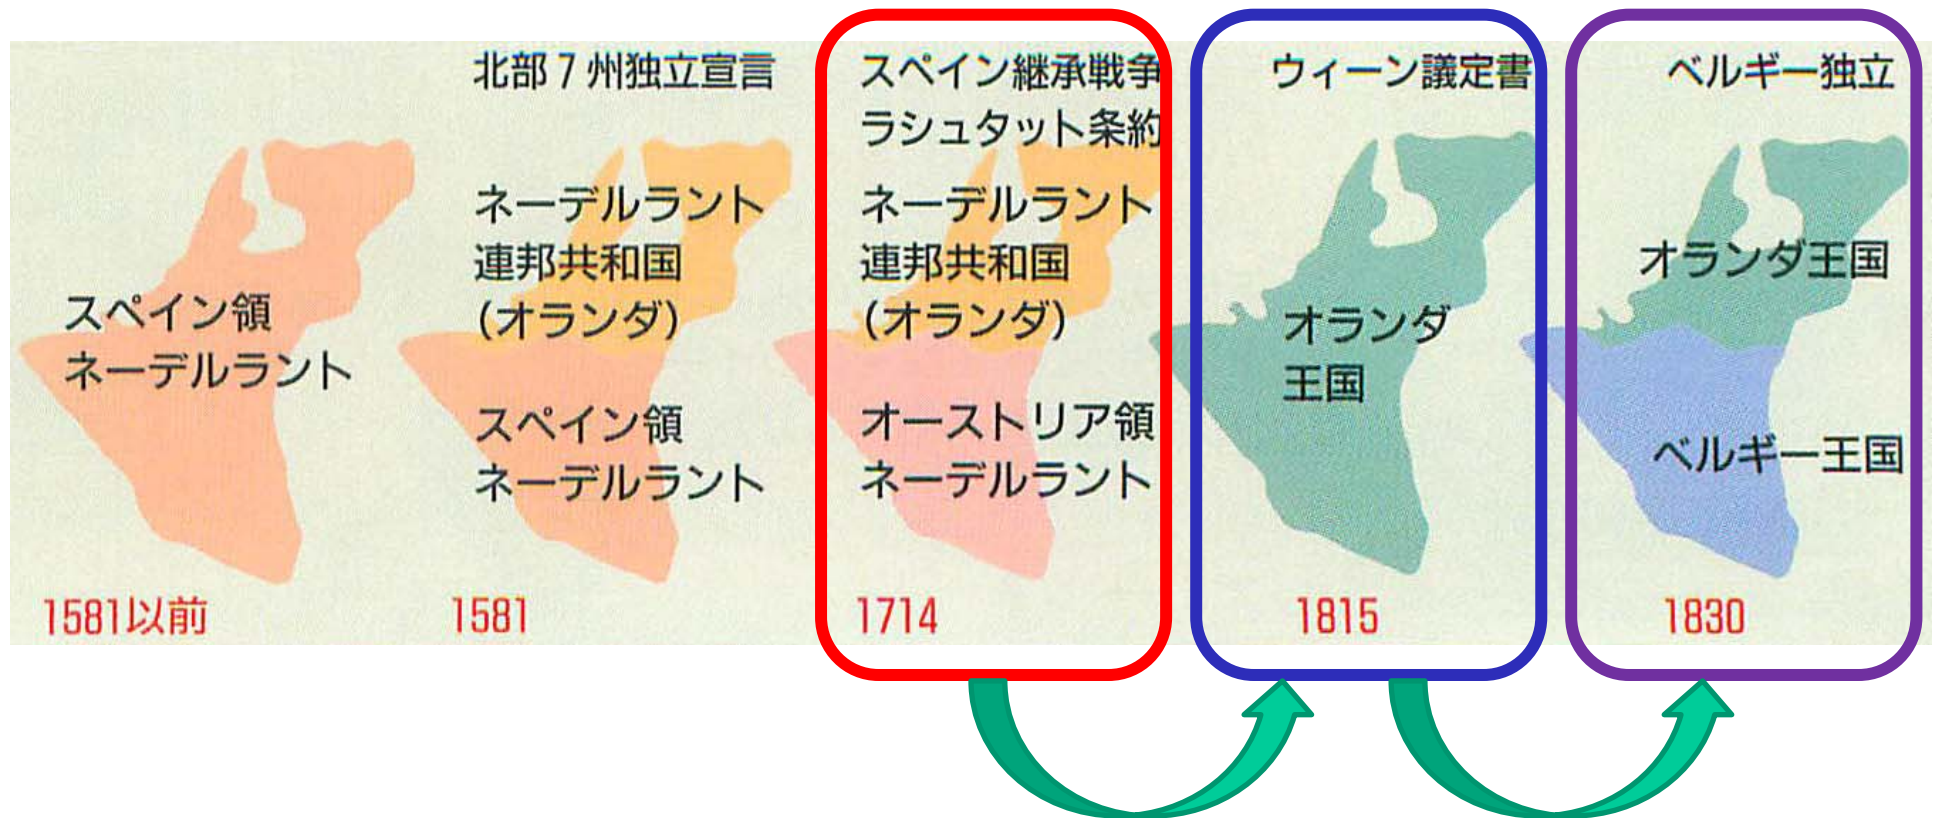 スペイン領
ネーデルラント
1581以前
北部7州独立宣言
ネーデルラント
連邦共和国
(オランダ)
スペイン領
ネーデルラント
1581
スペイン継承戦争
ラシュタット条約
ネーデルラント
連邦共和国
(オランダ)
オーストリア領
ネーデルラント
1714
ウィーン議定書
オランダ
王国
1815
ベルギー独立
オランダ王国
ベルギー王国
1830